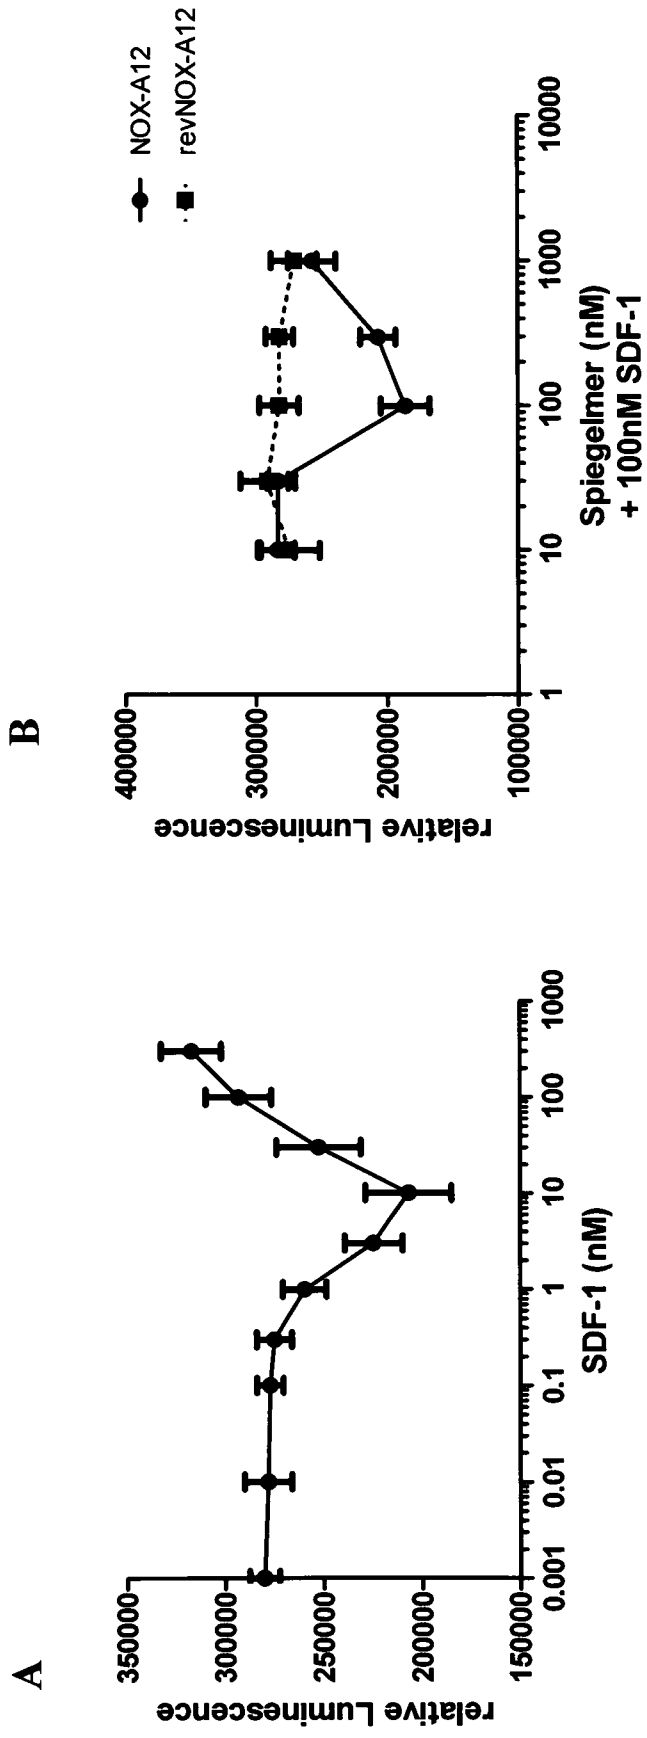 A
relative Luminescence
350000
300000
250000
200000
150000
0.001
0.01
0.1
1
10
100
1000
SDF-1 (nM)
B
relative Luminescence
400000
300000
200000
100000
1
10
100
1000
10000
Spiegelmer (nM)
+ 100nM SDF-1
NOX-A12
revNOX-A12